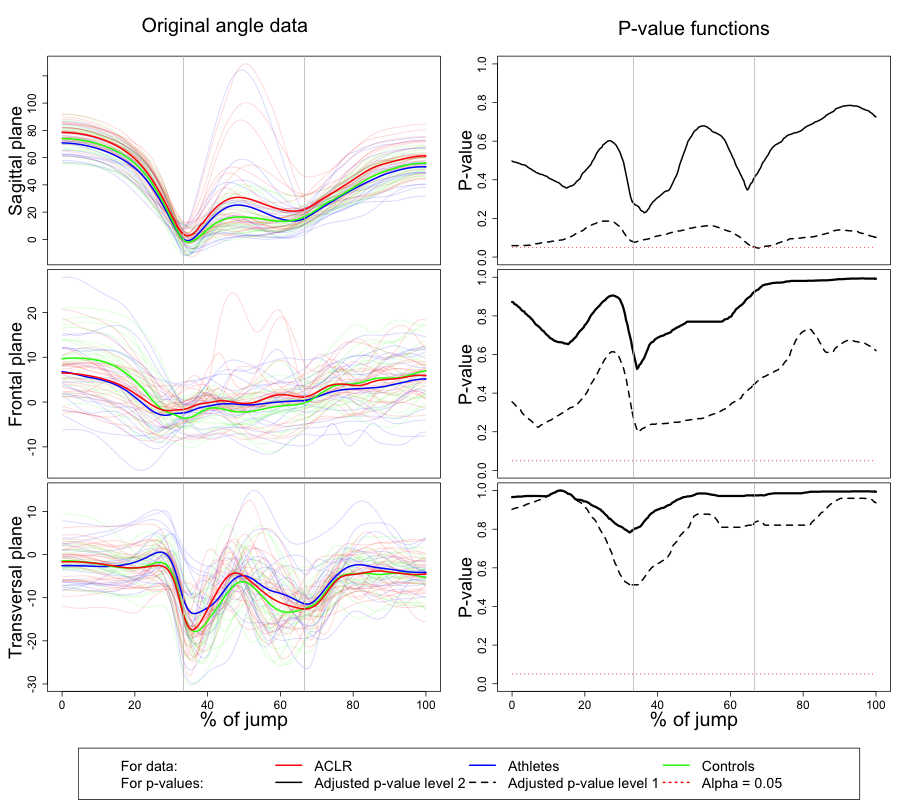 Original angle data
P-value functions
Sagittal plane
0 20 40 60 80 100
P-value
0.0 0.2 0.4 0.6 0.8 1.0
Frontal plane
-10 0 10 20
P-value
0.0 0.2 0.4 0.6 0.8 1.0
Transversal plane
-30 -20 -10 0 10
P-value
0.0 0.2 0.4 0.6 0.8 1.0
0 20 40 60 80 100
% of jump
0 20 40 60 80 100
% of jump
For data: ACLR Athletes Controls
For p-values: Adjusted p-value level 2 Adjusted p-value level 1 Alpha = 0.05